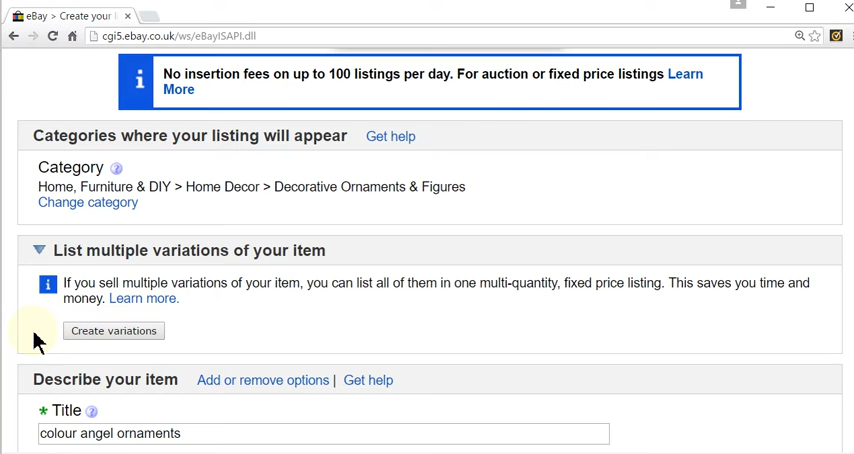 eBay > Create your
cgi5.ebay.co.uk/ws/eBayISAPI.dll
No insertion fees on up to 100 listings per day. For auction or fixed price listings Learn
More
Categories where your listing will appear Get help
Category
Home, Furniture & DIY > Home Decor > Decorative Ornaments & Figures
Change category
List multiple variations of your item
If you sell multiple variations of your item, you can list all of them in one multi-quantity, fixed price listing. This saves you time and
money. Learn more.
Create variations
Describe your item Add or remove options | Get help
* Title
colour angel ornaments